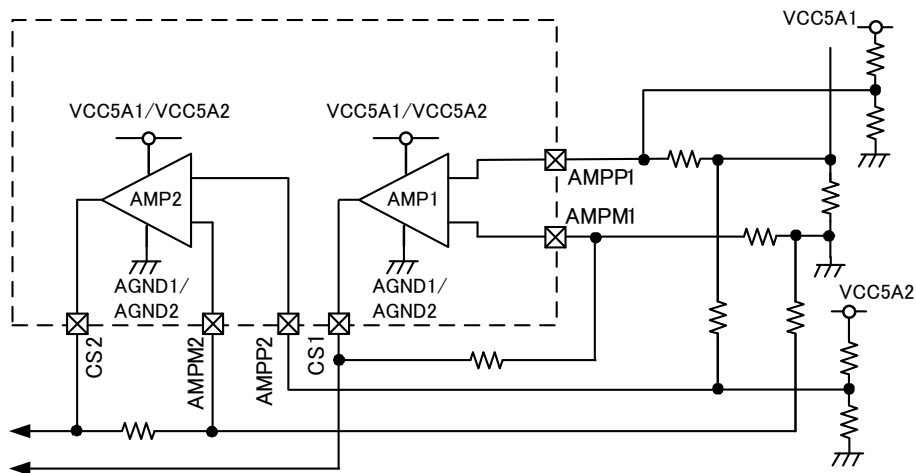 VCC5A1
VCC5A1/VCC5A2
VCC5A1/VCC5A2
AMP2
AMP1
AMPP1
AMPM1
AGND1/
AGND2
AGND1/
AGND2
VCC5A2
CS2
AMPM2
AMPP2
CS1